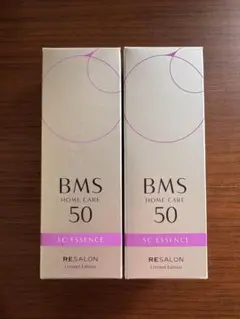 BMS
HOME CARE
50
SC ESSENCE
RESALON
Limited Edition
BMS
HOME CARE
50
SC ESSENCE
RESALON
Limited Edition